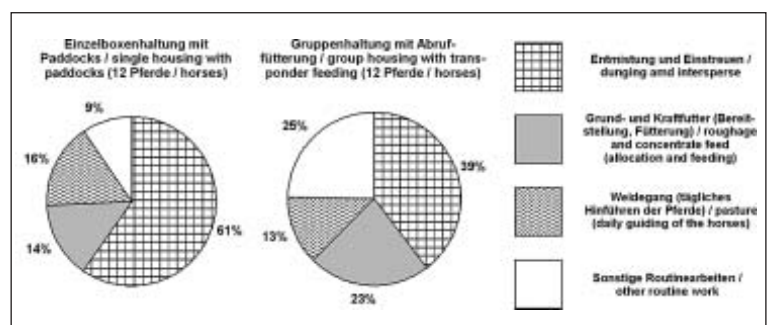 Einzelboxenhaltung mit
Paddocks / single housing with
paddocks (12 Pferde / horses)
9%
16%
14%
61%
Gruppenhaltung mit Abruf-
fütterung / group housing with trans-
ponder feeding (12 Pferde / horses)
25%
39%
13%
23%
Entmistung und Einstreuen /
dunging amd intersperse
Grund- und Kraftfutter (Bereit-
stellung, Fütterung) / roughage
and concentrate feed
(allocation and feeding)
Weidegang (tägliches
Hinführen der Pferde) / pasture
(daily guiding of the horses)
Sonstige Routinearbeiten /
other routine work